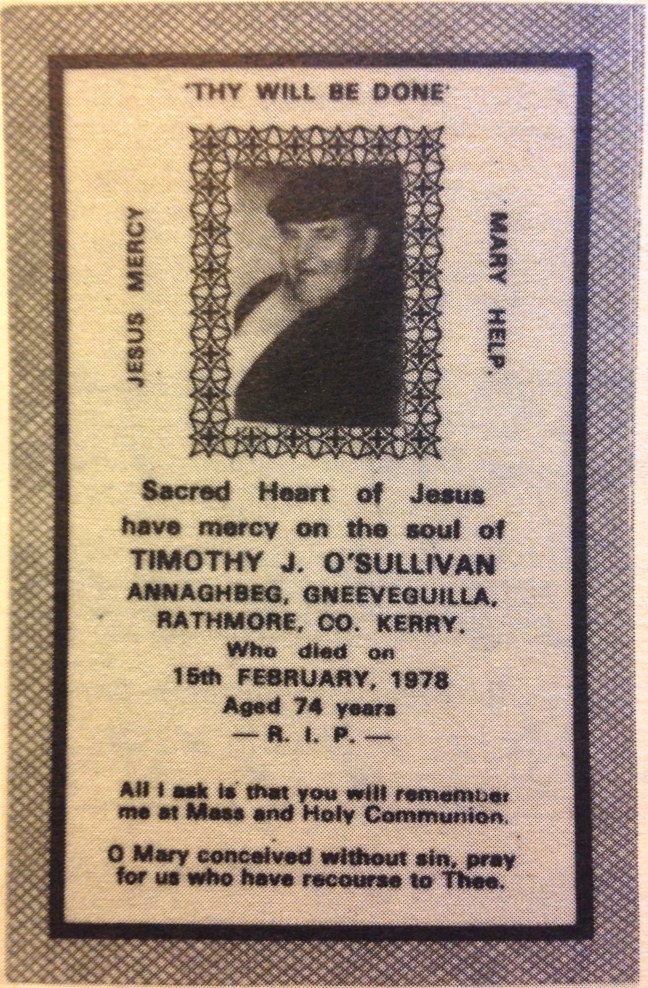 'THY WILL BE DONE'
JESUS MERCY
MARY HELP.
Sacred Heart of Jesus
have mercy on the soul of
TIMOTHY J. O'SULLIVAN
ANNAGHBEG, GNEEVEGUILLA,
RATHMORE, CO. KERRY.
Who died on
15th FEBRUARY, 1978
Aged 74 years
— R. I. P. —
All I ask is that you will remember
me at Mass and Holy Communion.
O Mary conceived without sin, pray
for us who have recourse to Thee.